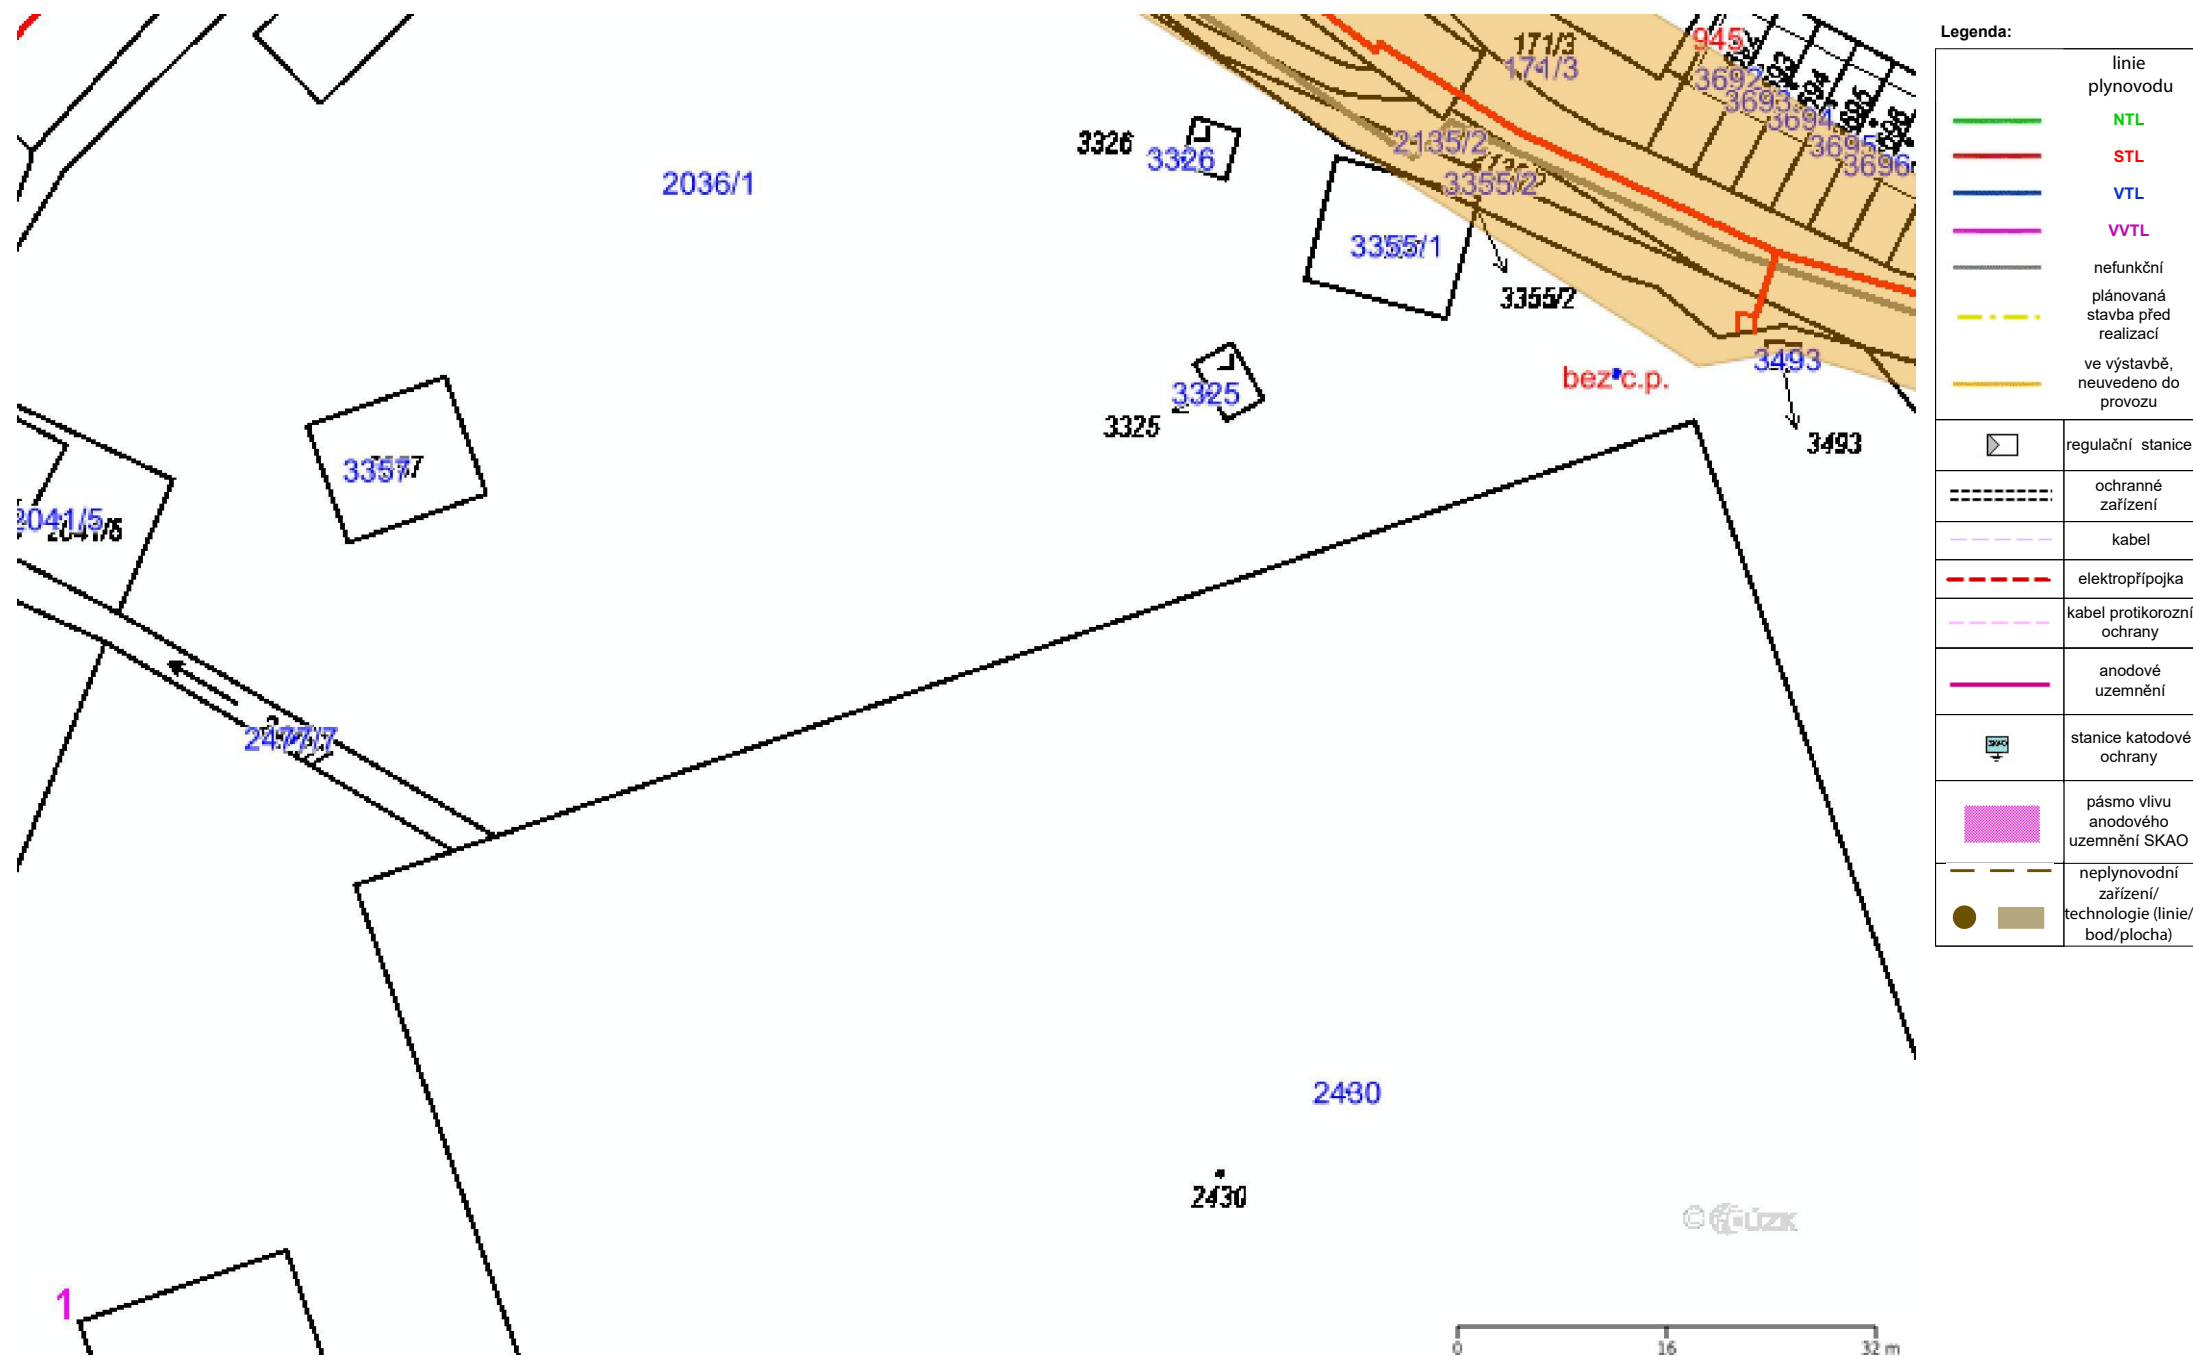 945
171/3
171/3
3692
3693
3694
3695
3696
3326
3326
2135/2
3355/2
2036/1
3355/1
3355/2
3493
bez c.p.
3325
3325
3493
3357
2041/5
2041/5
2477/7
2430
2430
1
© ČÚZK
0 16 32 m
Legenda:
linie
plynovodu
NTL
STL
VTL
VVTL
nefunkční
plánovaná
stavba před
realizací
ve výstavbě,
neuvedeno do
provozu
regulační stanice
ochranné
zařízení
kabel
elektropřípojka
kabel protikorozní
ochrany
anodové
uzemnění
SKAO
stanice katodové
ochrany
pásmo vlivu
anodového
uzemnění SKAO
neplynovodní
zařízení/
technologie (linie/
bod/plocha)